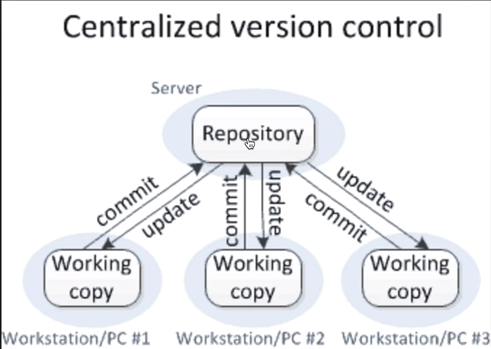 Centralized version control
Server
Repository
commit
update
commit
update
commit
update
Working
copy
Working
copy
Working
copy
Workstation/PC #1
Workstation/PC #2
Workstation/PC #3